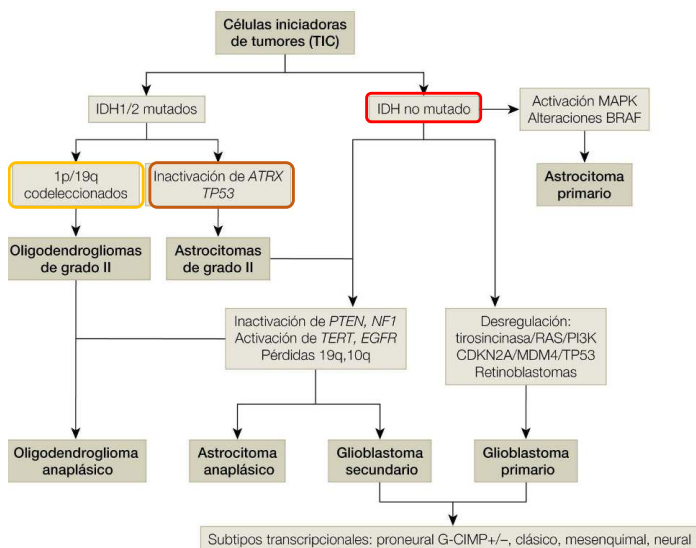 Células iniciadoras
de tumores (TIC)
IDH1/2 mutados
IDH no mutado
Activación MAPK
Alteraciones BRAF
1p/19q
codeleccionados
Inactivación de ATRX
TP53
Astrocitoma
primario
Oligodendrogliomas
de grado II
Astrocitomas
de grado II
Inactivación de PTEN, NF1
Activación de TERT, EGFR
Pérdidas 19q,10q
Desregulación:
tirosincinasa/RAS/PI3K
CDKN2A/MDM4/TP53
Retinoblastomas
Oligodendroglioma
anaplásico
Astrocitoma
anaplásico
Glioblastoma
secundario
Glioblastoma
primario
Subtipos transcripcionales: proneural G-CIMP+/−, clásico, mesenquimal, neural